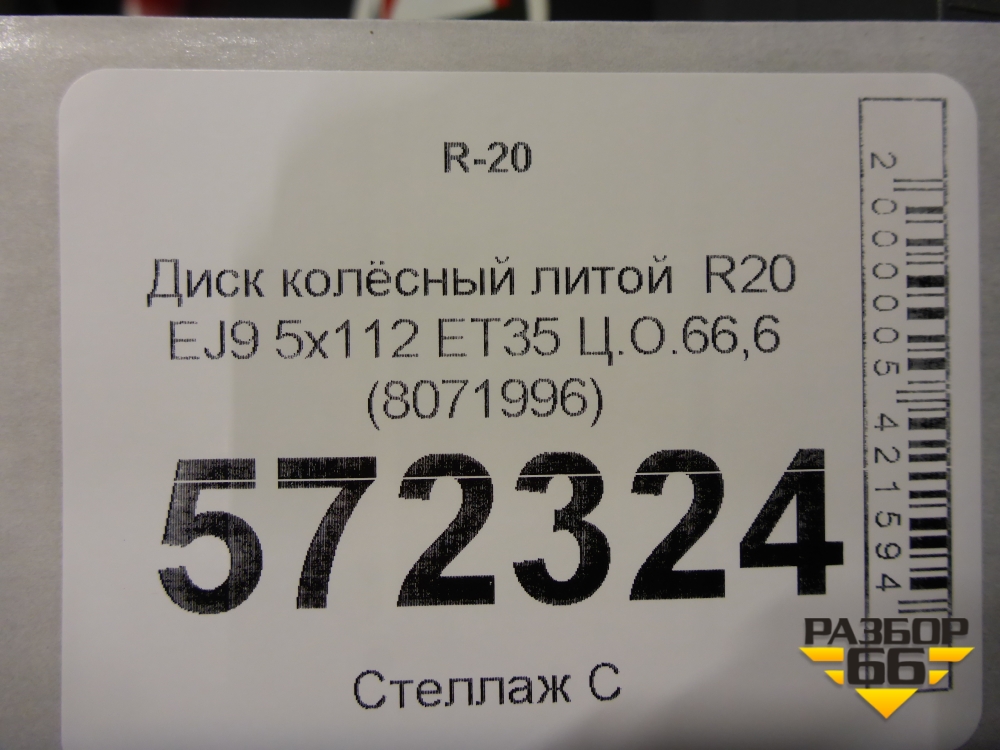 R-20
Диск колёсный литой R20
EJ9 5x112 ET35 Ц.О.66,6
(8071996)
572324
Стеллаж С
2000005421594
РАЗБОР
66